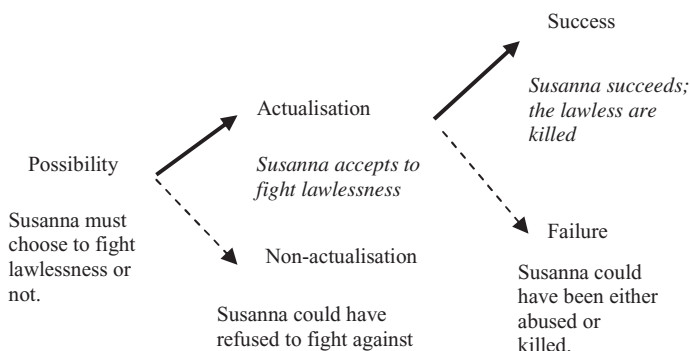 Success
Susanna succeeds;
the lawless are
killed
Actualisation
Susanna accepts to
fight lawlessness
Possibility
Susanna must
choose to fight
lawlessness or
not.
Non-actualisation
Susanna could have
refused to fight against
Failure
Susanna could
have been either
abused or
killed.